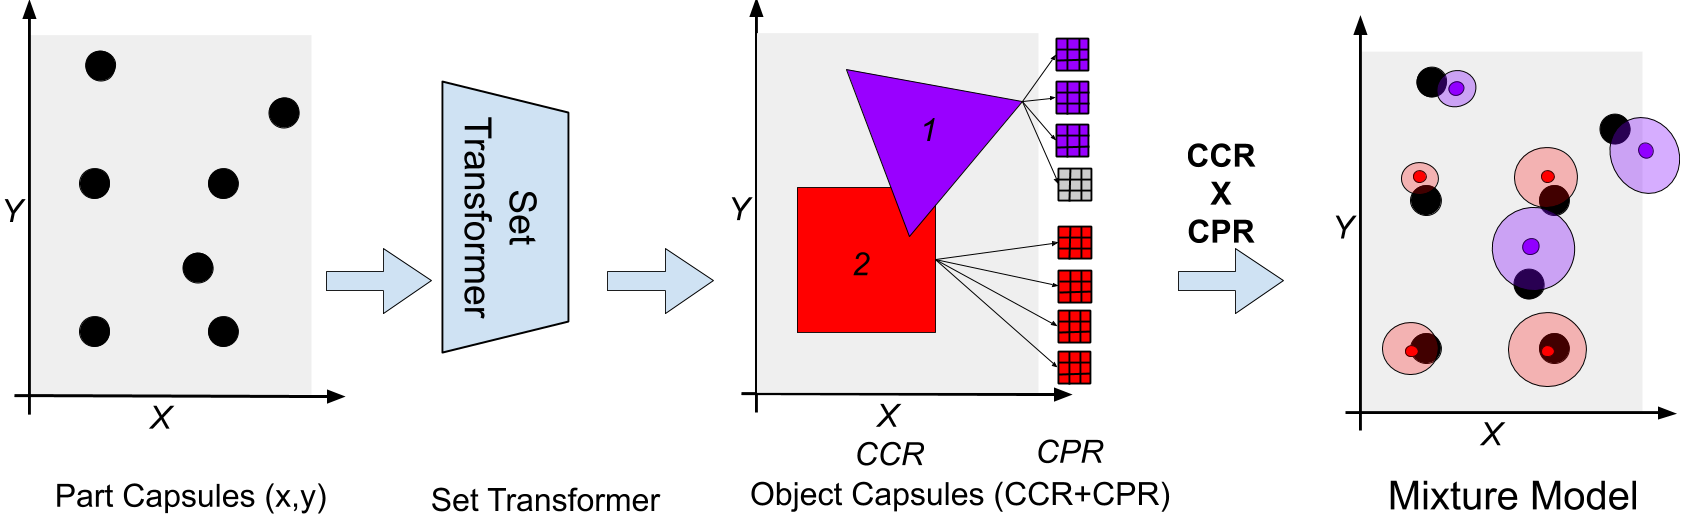 Y
X
Part Capsules (x,y)
Set
Transformer
Set Transformer
Y
1
2
X
CCR
CPR
Object Capsules (CCR+CPR)
CCR
X
CPR
Y
X
Mixture Model